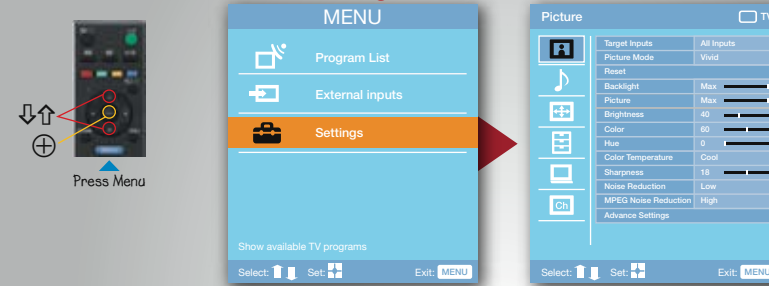 Press Menu
MENU
Program List
External inputs
Settings
Show available TV programs
Select: Set: Exit: MENU
Picture
TV
Target Inputs All Inputs
Picture Mode Vivid
Reset
Backlight Max
Picture Max
Brightness 40
Color 60
Hue 0
Color Temperature Cool
Sharpness 18
Noise Reduction Low
MPEG Noise Reduction High
Advance Settings
Ch
Select: Set: Exit: MENU